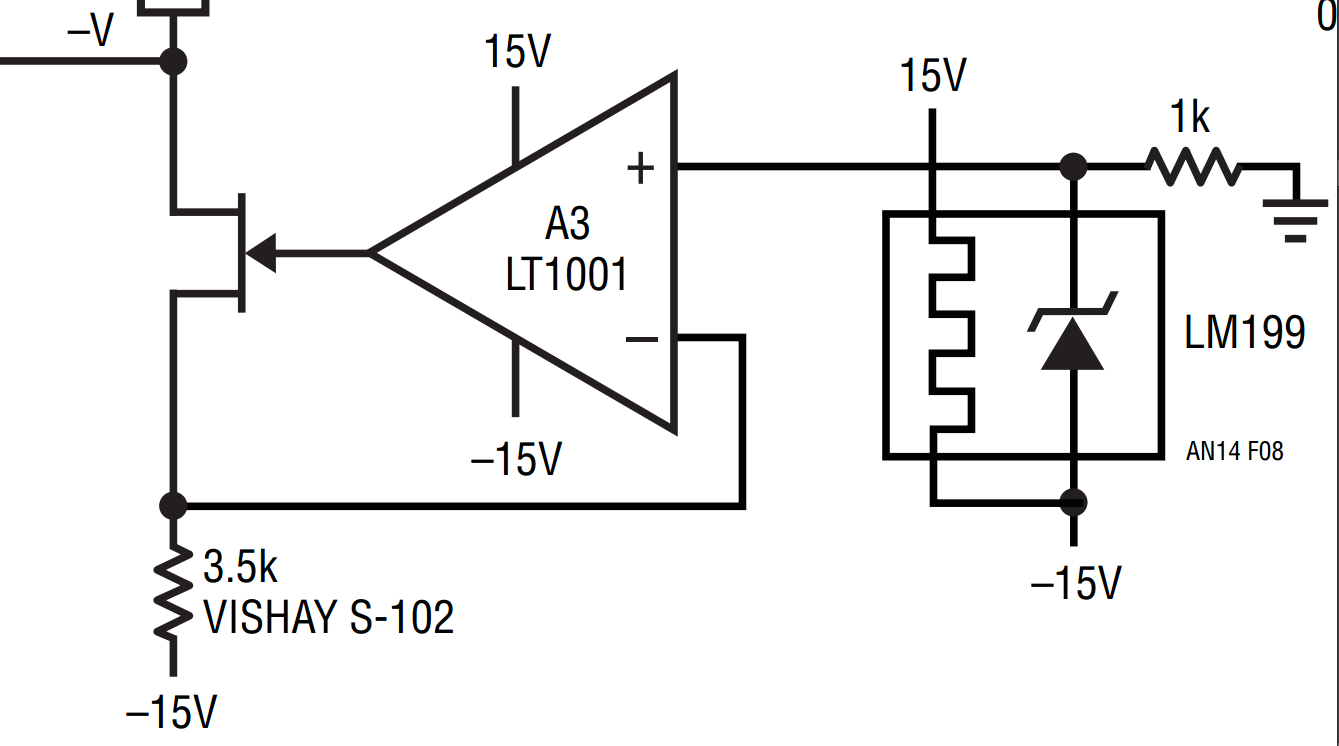 –V
15V
15V
0
1k
+
A3
LT1001
–
LM199
–15V
AN14 F08
3.5k
VISHAY S-102
–15V
–15V